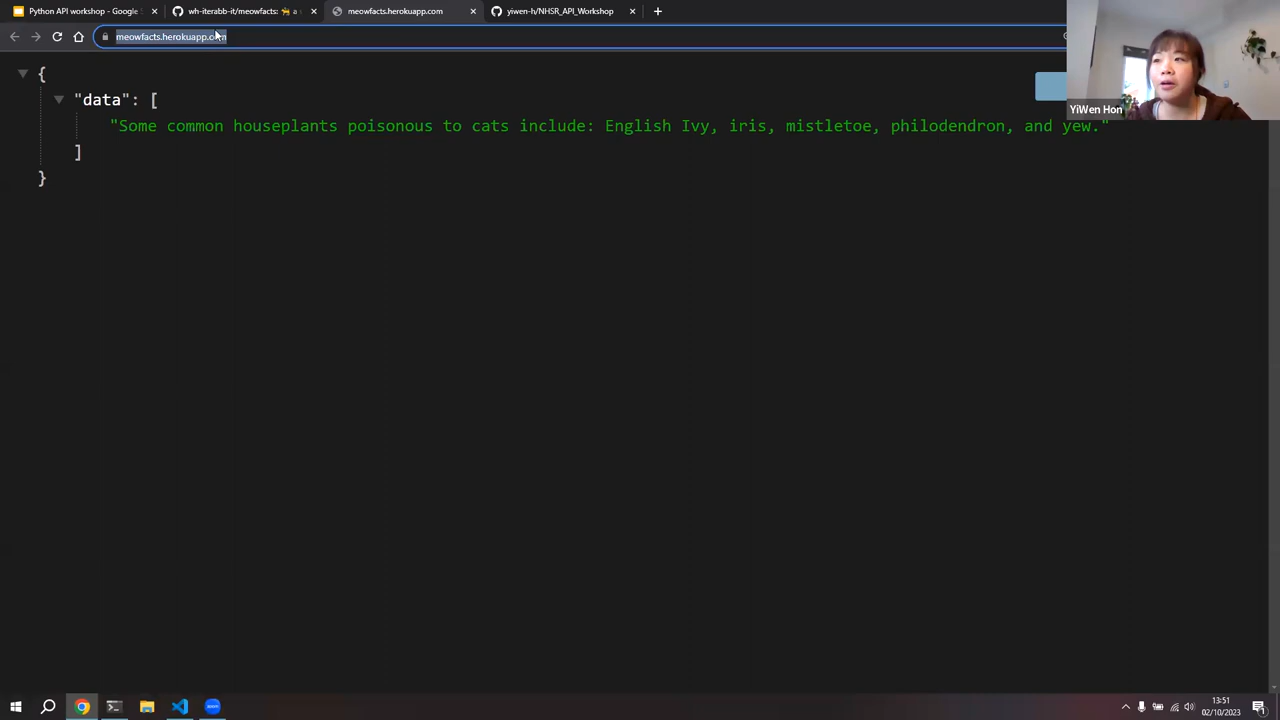 Python API workshop - Google
wh-iterabb-it/meowfacts: 🐈 a
meowfacts.herokuapp.com
yiwen-h/NHSR_API_Workshop
meowfacts.herokuapp.com
YiWen Hon
{
"data": [
"Some common houseplants poisonous to cats include: English Ivy, iris, mistletoe, philodendron, and yew."
]
}
zoom
13:51
02/10/2023